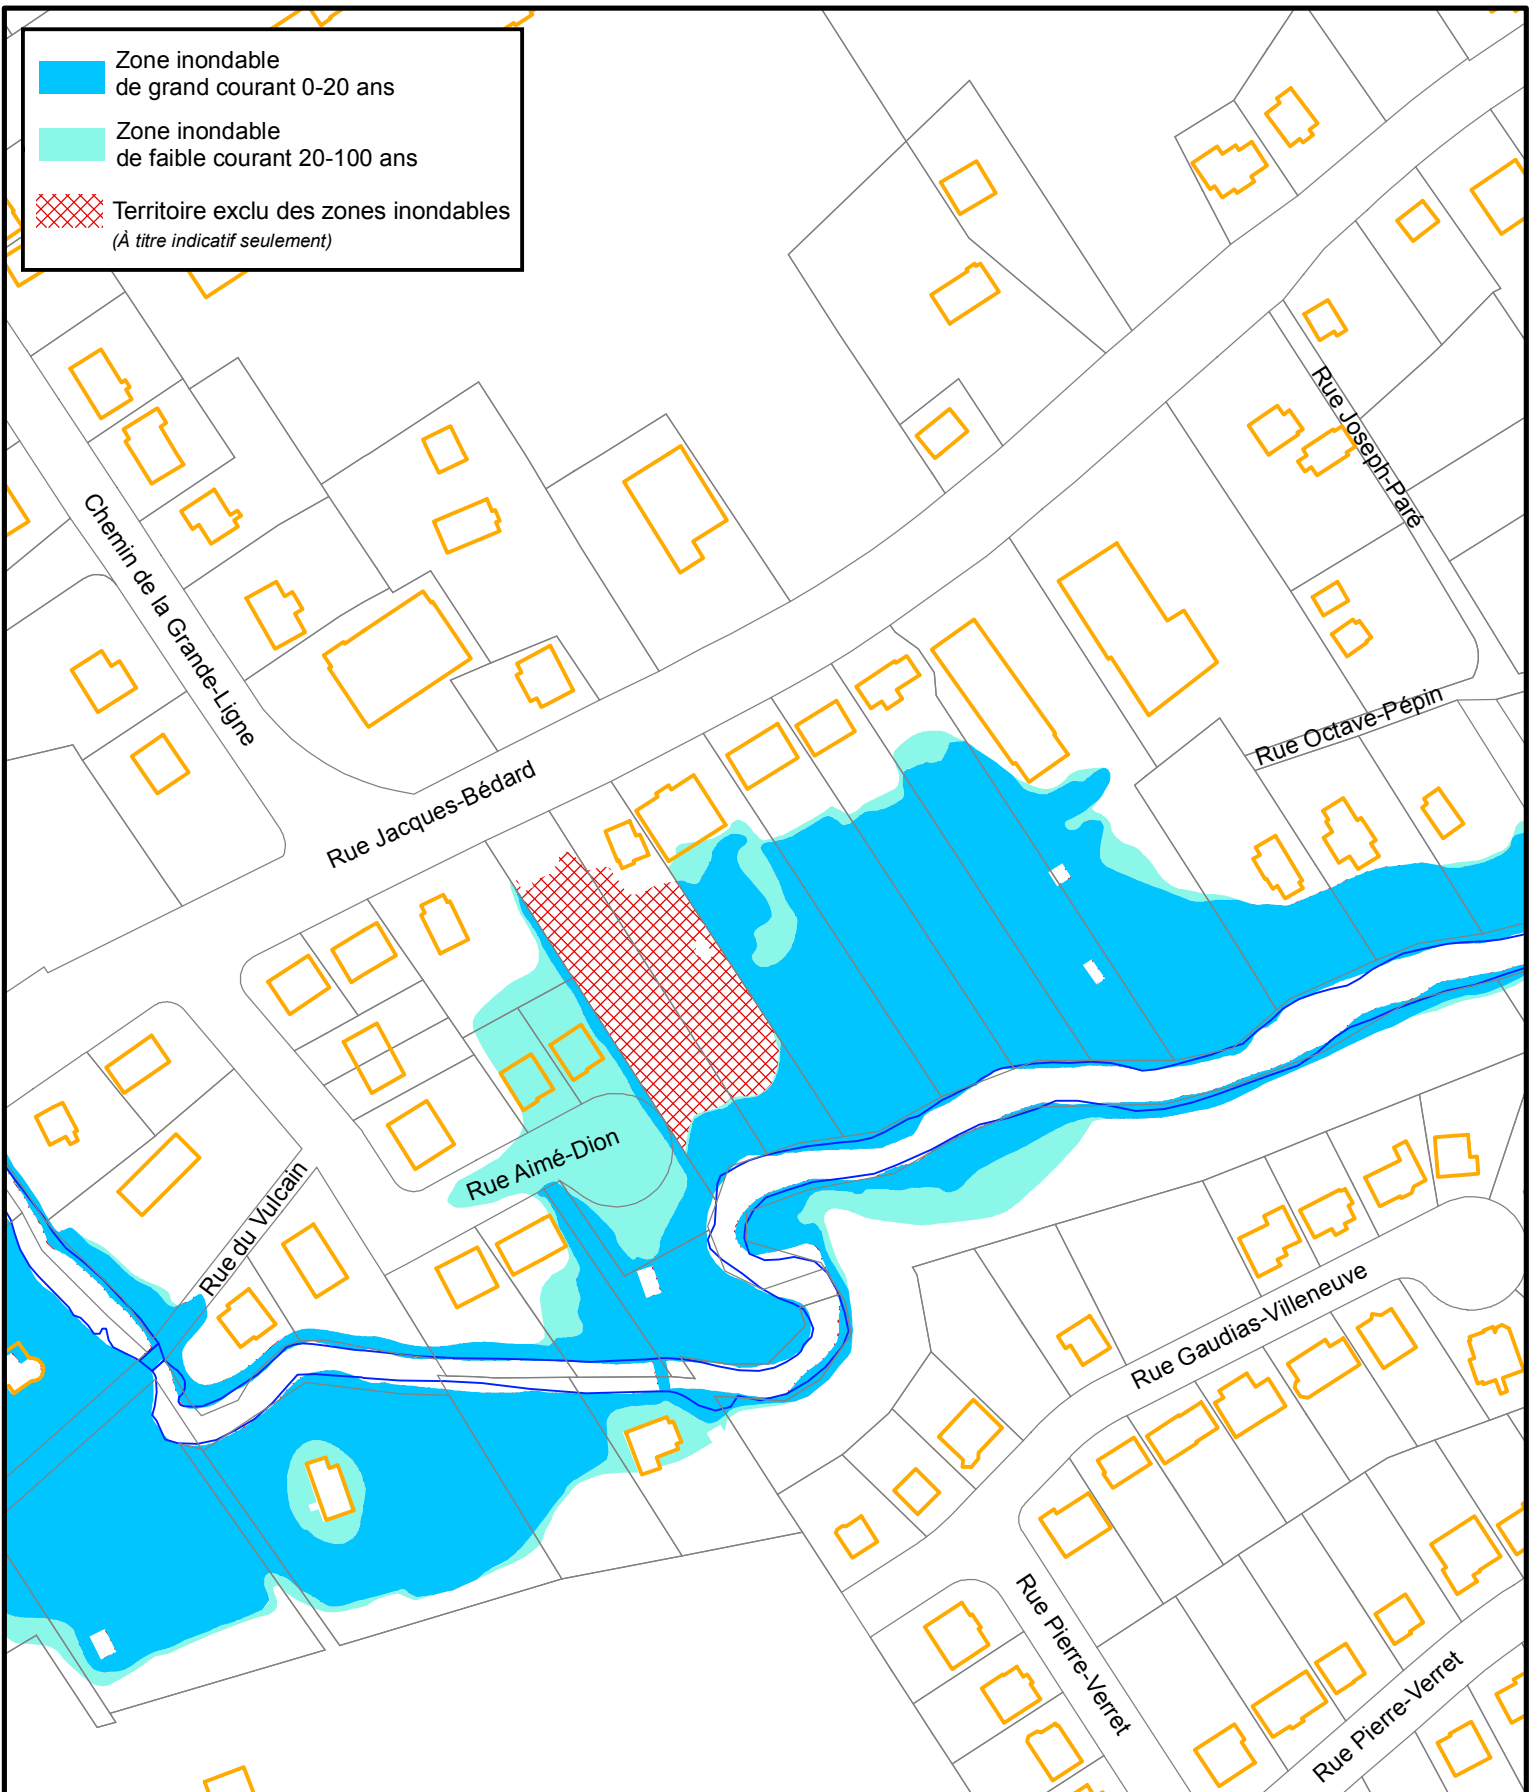 Zone inondable
de grand courant 0-20 ans
Zone inondable
de faible courant 20-100 ans
Territoire exclu des zones inondables
(À titre indicatif seulement)
Rue Joseph-Paré
Chemin de la Grande-Ligne
Rue Octave-Pépin
Rue Jacques-Bédard
Rue Aimé-Dion
Rue du Vulcain
Rue Gaudias-Villeneuve
Rue Pierre-Verret
Rue Pierre-Verret